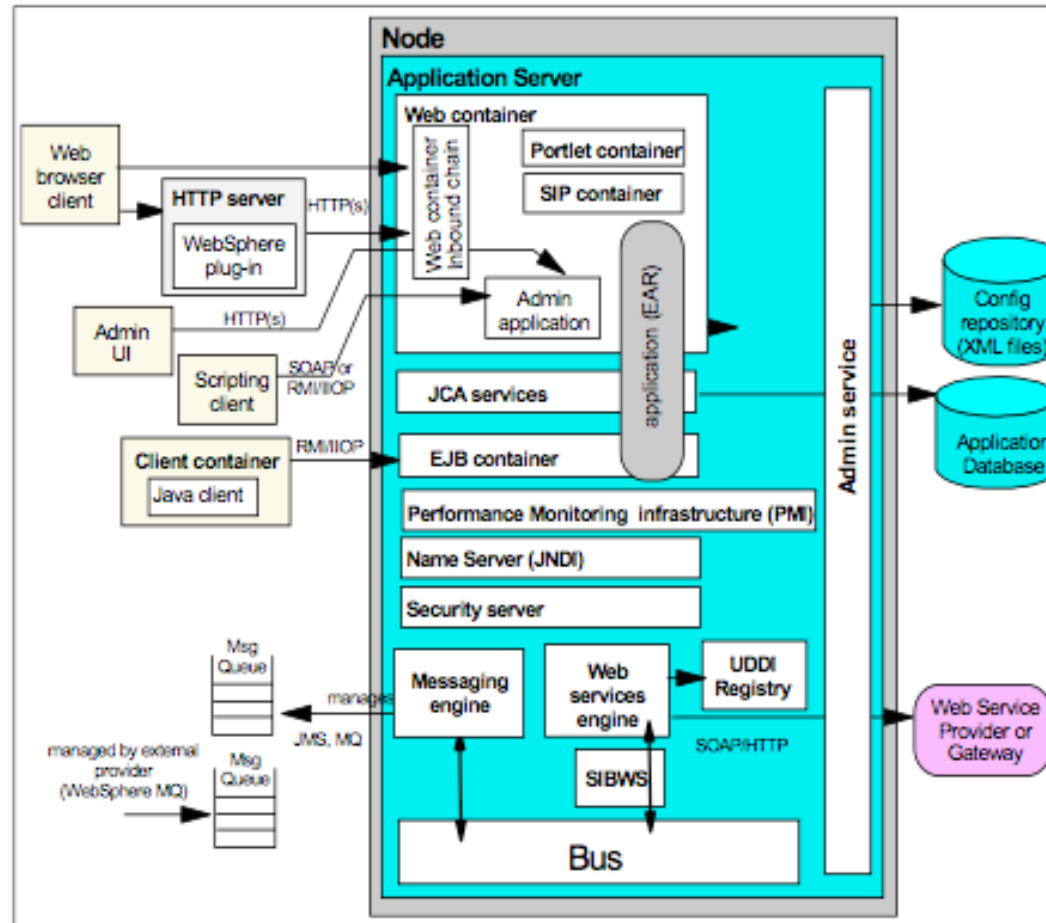 Node
Application Server
Web container
Web container
Inbound chain
Portlet container
SIP container
Web
browser
client
HTTP server
WebSphere
plug-in
HTTP(s)
Admin
application
application (EAR)
Admin
UI
HTTP(s)
Scripting
client
SOAP or
RMI/IIOP
JCA services
Client container
Java client
RMI/IIOP
EJB container
Performance Monitoring infrastructure (PMI)
Name Server (JNDI)
Security server
Admin service
Config
repository
(XML files)
Application
Database
Msg
Queue
manages
JMS, MQ
Messaging
engine
Web
services
engine
UDDI
Registry
SOAP/HTTP
Web Service
Provider or
Gateway
managed by external
provider
(WebSphere MQ)
Msg
Queue
SIBWS
Bus